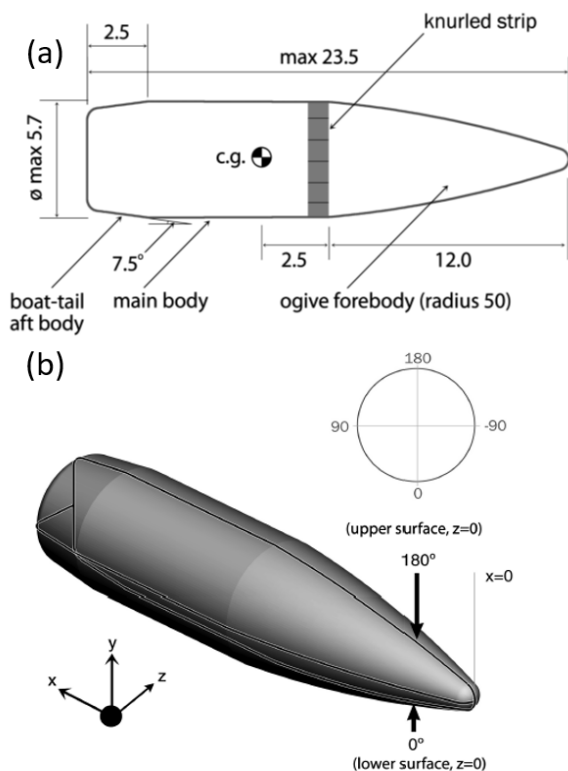 (a)
2.5
knurled strip
max 23.5
ø max 5.7
c.g.
7.5°
2.5
12.0
boat-tail
aft body
main body
ogive forebody (radius 50)
(b)
180
90
-90
0
(upper surface, z=0)
180°
x=0
y
x
z
0°
(lower surface, z=0)